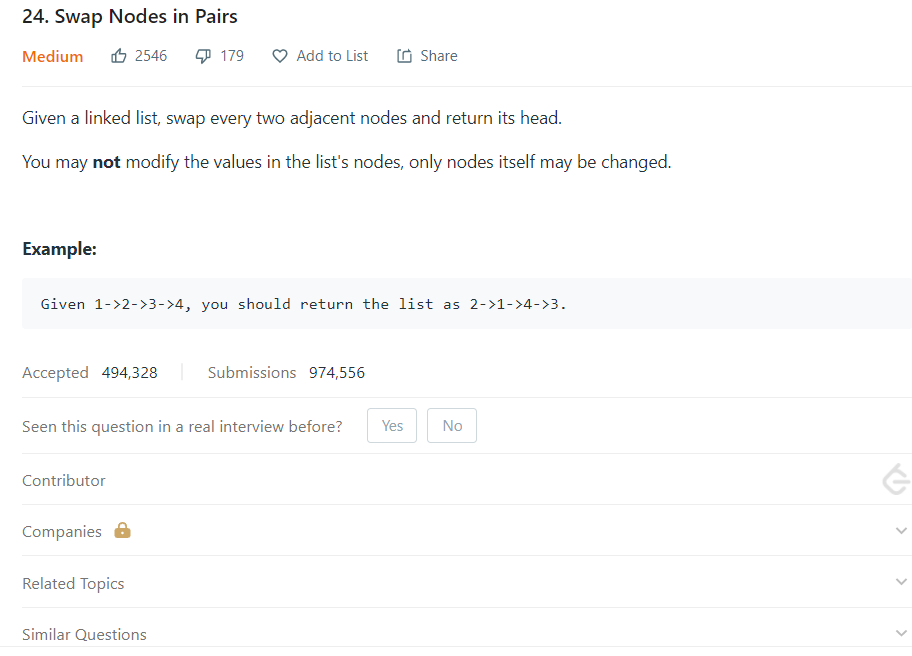 24. Swap Nodes in Pairs
Medium 2546 179 Add to List Share
Given a linked list, swap every two adjacent nodes and return its head.
You may not modify the values in the list's nodes, only nodes itself may be changed.
Example:
Given 1->2->3->4, you should return the list as 2->1->4->3.
Accepted 494,328 Submissions 974,556
Seen this question in a real interview before? Yes No
Contributor
Companies
Related Topics
Similar Questions